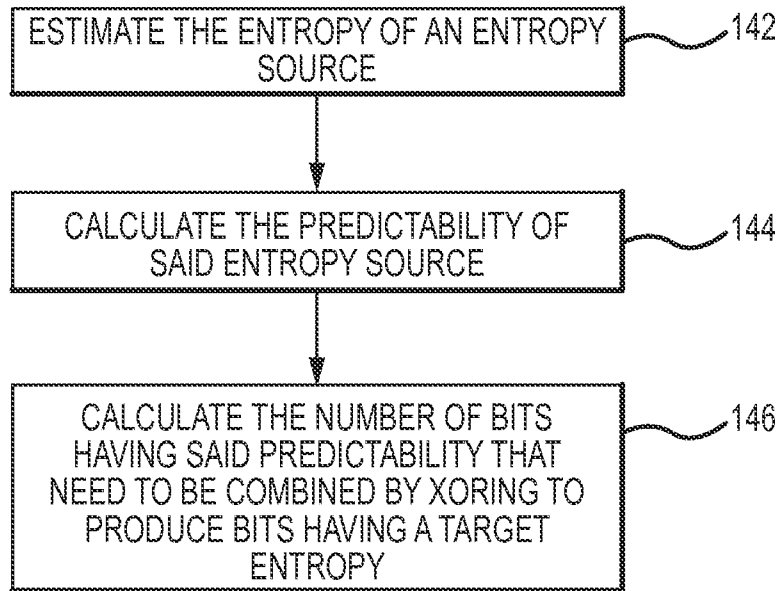 ESTIMATE THE ENTROPY OF AN ENTROPY
SOURCE
142
CALCULATE THE PREDICTABILITY OF
SAID ENTROPY SOURCE
144
CALCULATE THE NUMBER OF BITS
HAVING SAID PREDICTABILITY THAT
NEED TO BE COMBINED BY XORING TO
PRODUCE BITS HAVING A TARGET
ENTROPY
146